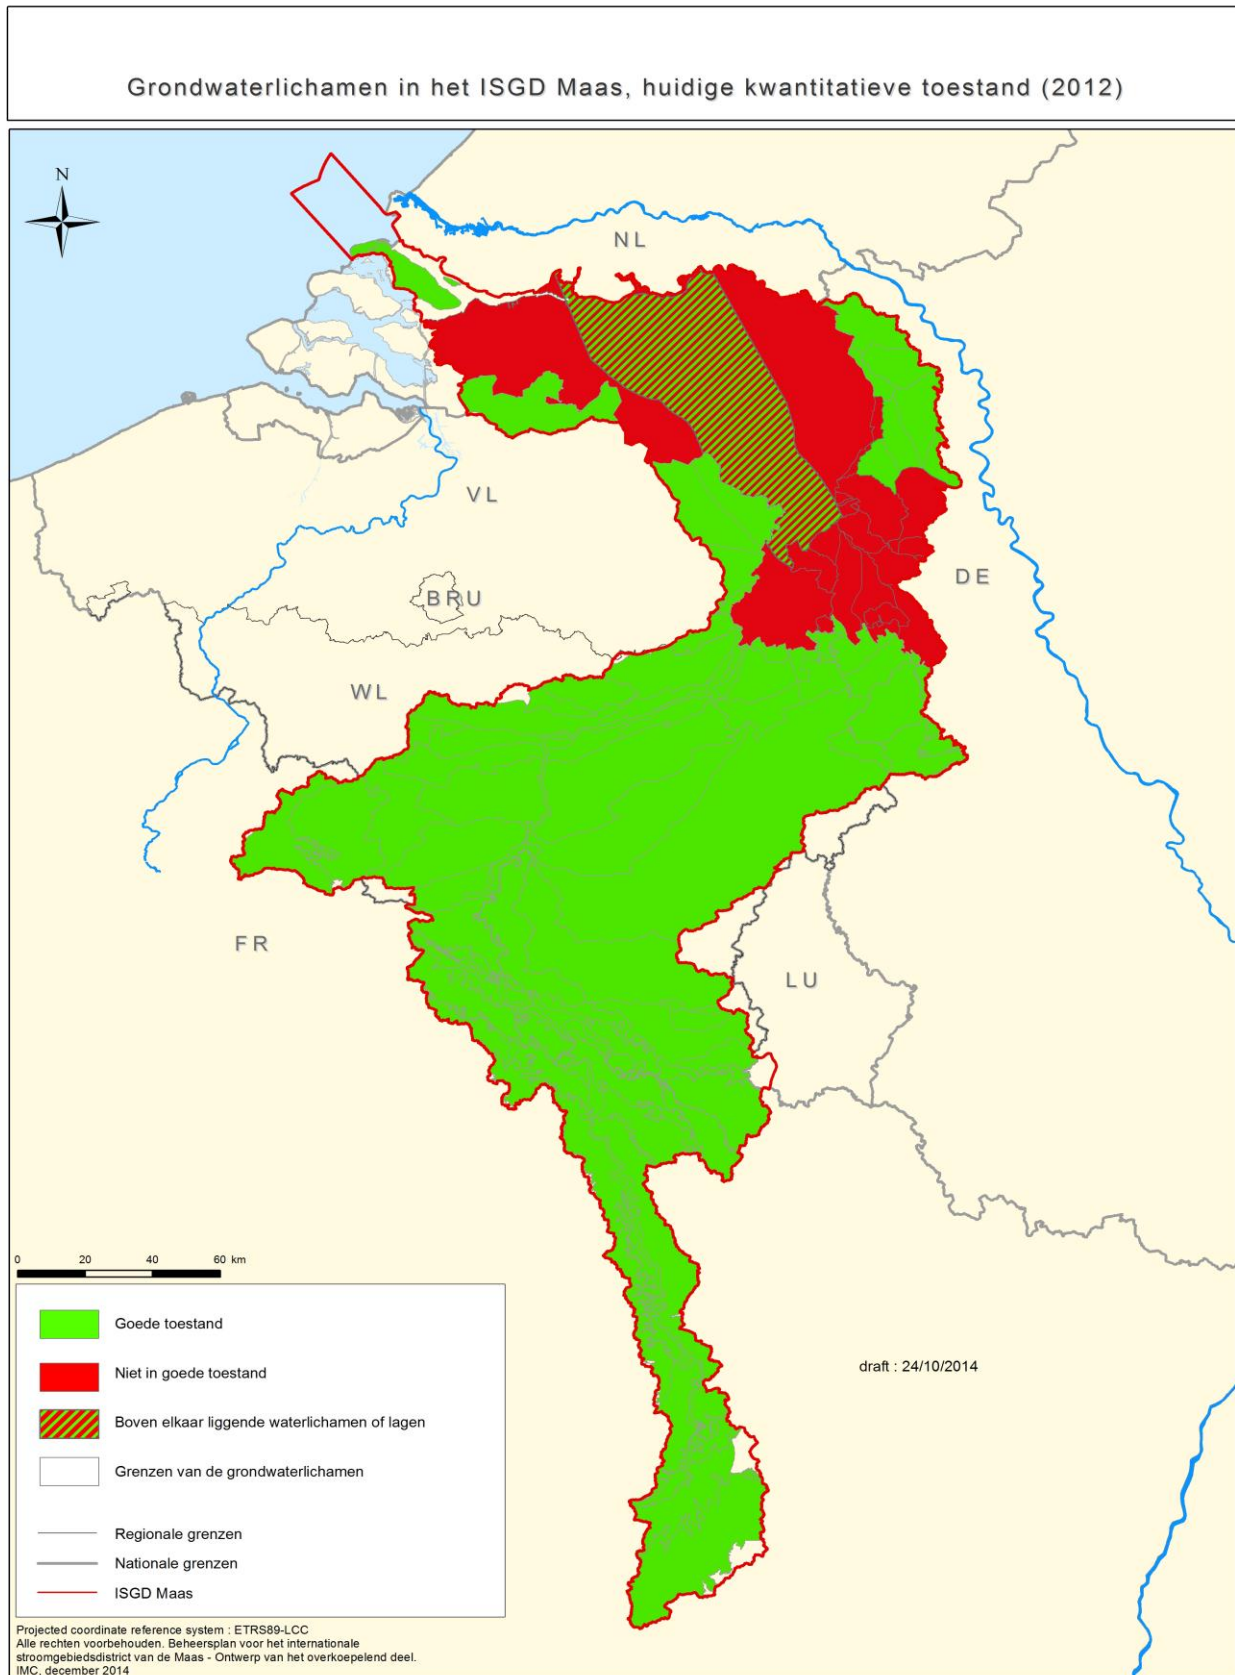 Grondwaterlichamen in het ISGD Maas, huidige kwantitatieve toestand (2012)
N
NL
VL
DE
BRU
WL
FR
LU
0 20 40 60 km
Goede toestand
Niet in goede toestand
Boven elkaar liggende waterlichamen of lagen
Grenzen van de grondwaterlichamen
Regionale grenzen
Nationale grenzen
ISGD Maas
draft : 24/10/2014
Projected coordinate reference system : ETRS89-LCC
Alle rechten voorbehouden. Beheersplan voor het internationale
stroomgebiedsdistrict van de Maas - Ontwerp van het overkoepelend deel.
IMC, december 2014